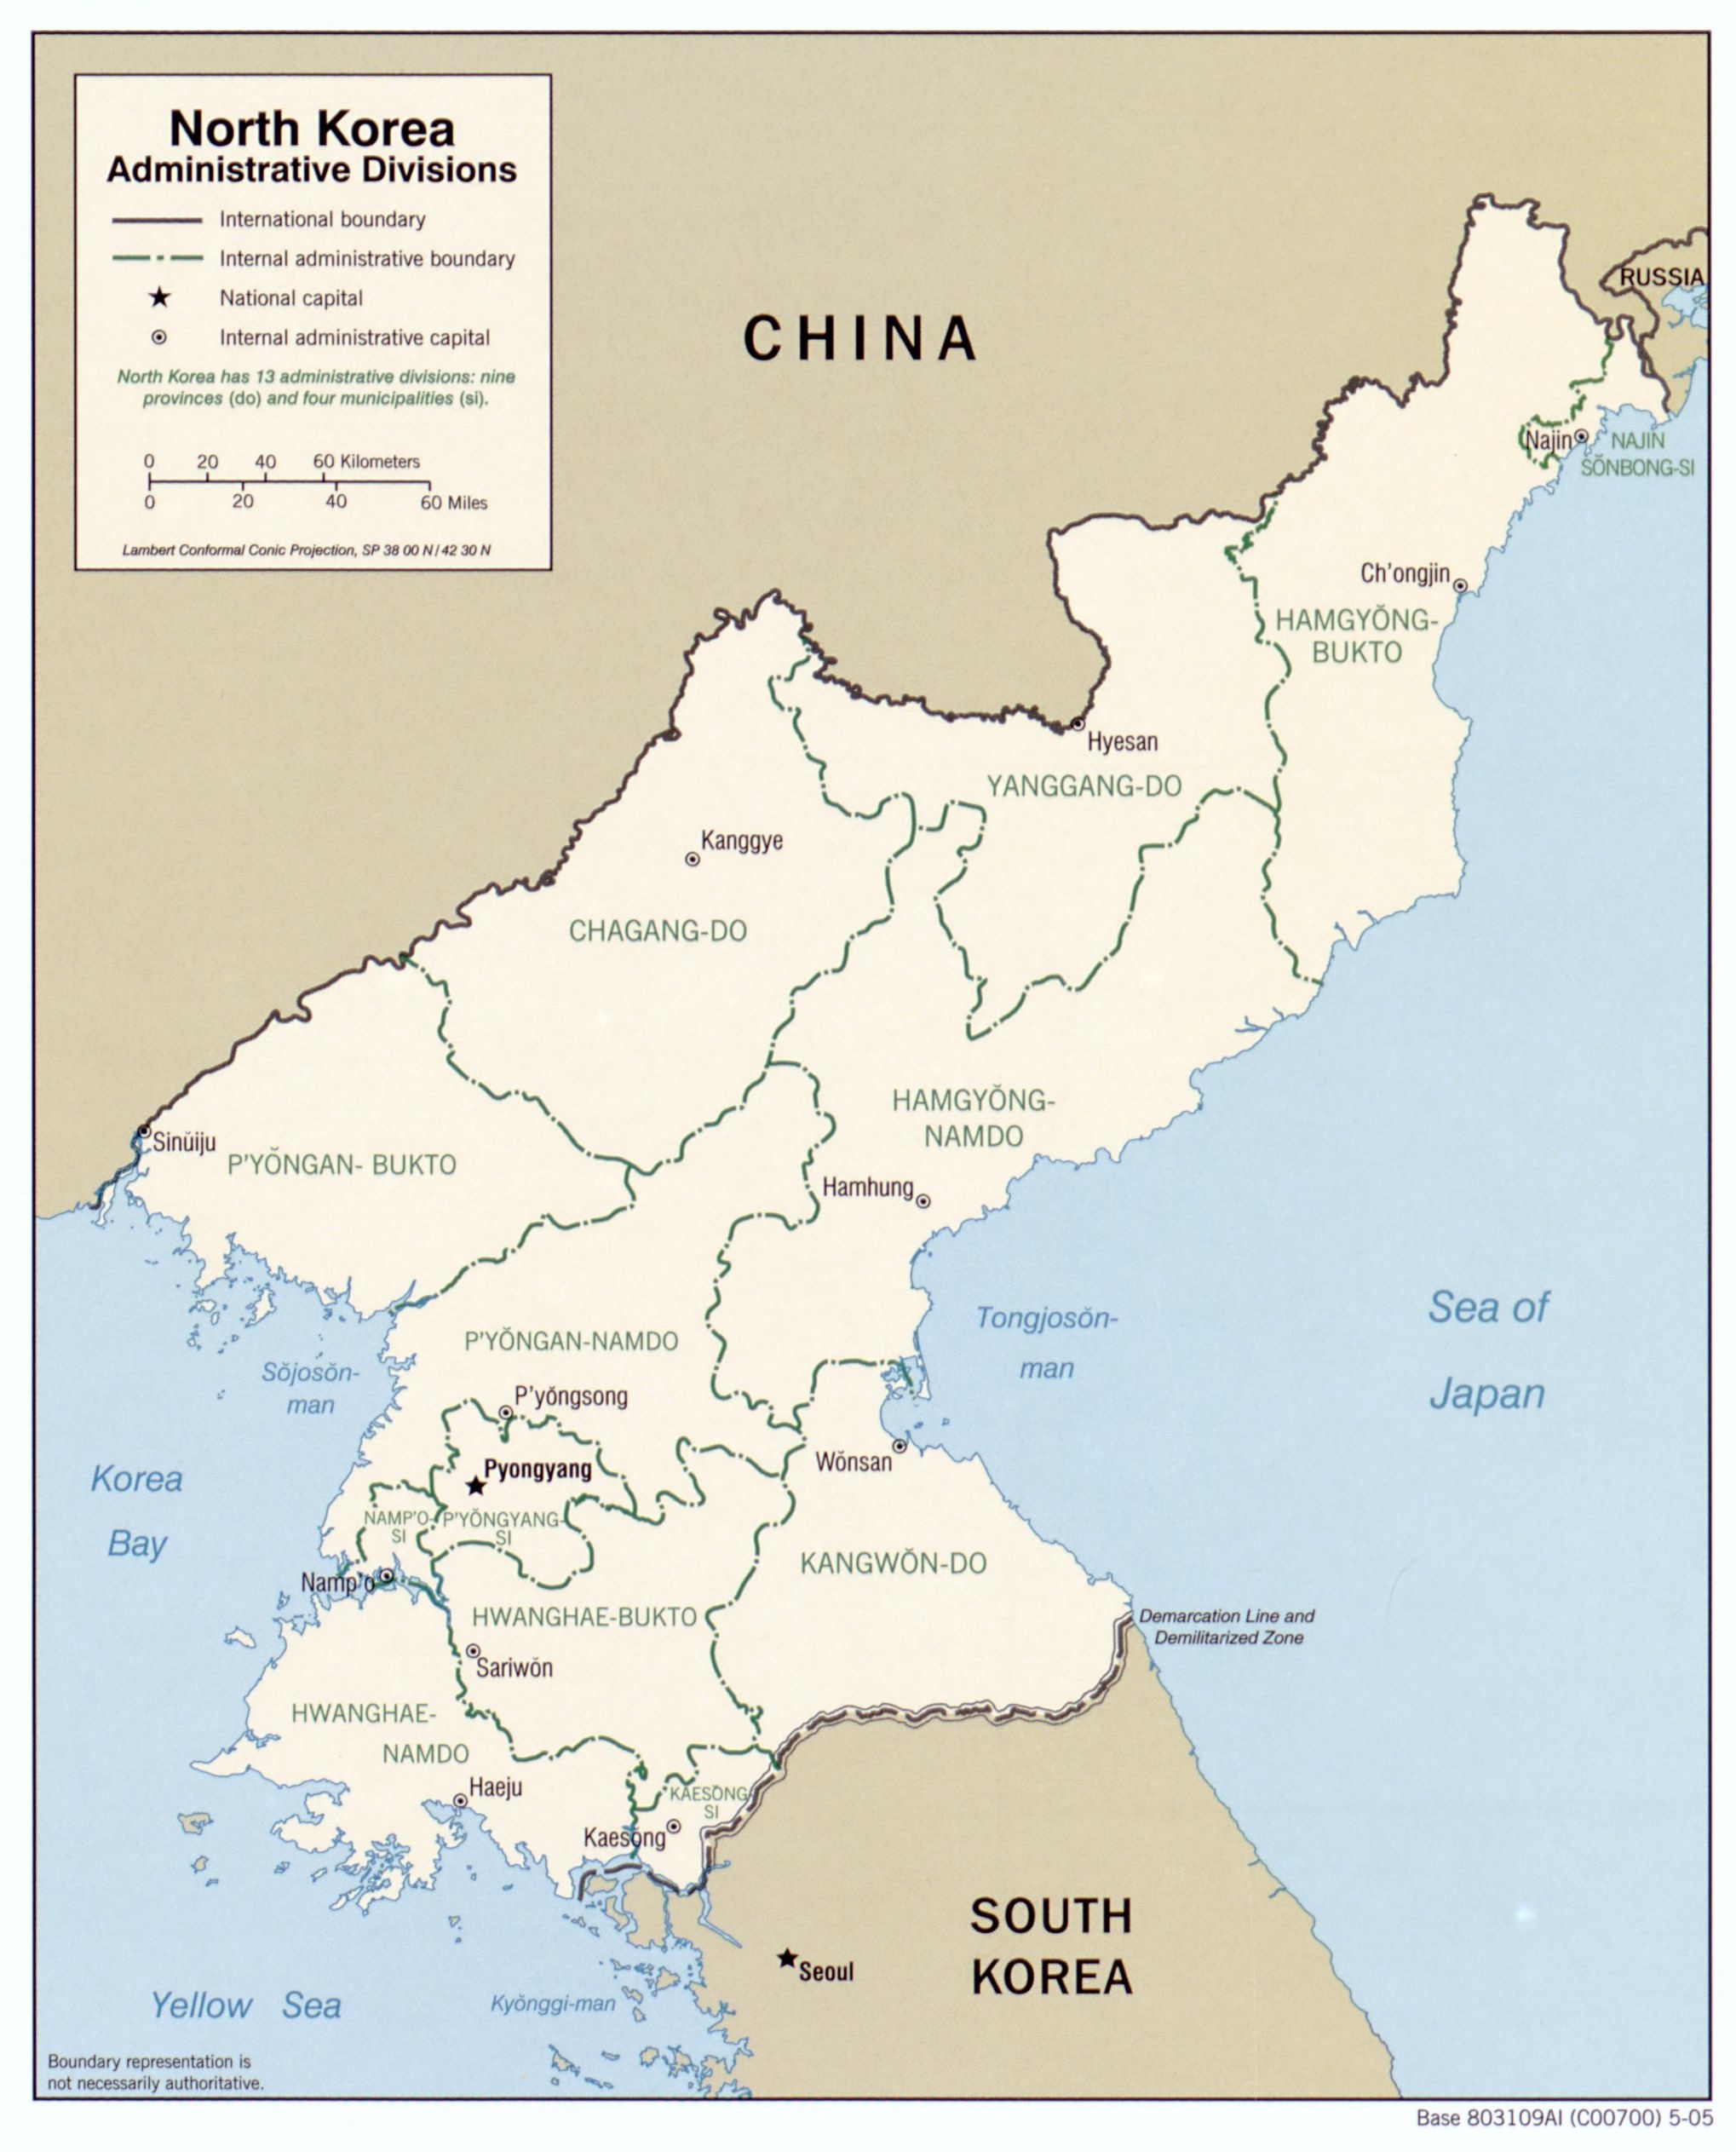 North Korea
Administrative Divisions
International boundary
Internal administrative boundary
National capital
Internal administrative capital
North Korea has 13 administrative divisions: nine
provinces (do) and four municipalities (si).
0 20 40 60 Kilometers
0 20 40 60 Miles
Lambert Conformal Conic Projection, SP 38 00 N / 42 30 N
CHINA
RUSSIA
Najin
NAJIN
SŎNBONG-SI
Ch'ongjin
HAMGYŎNG-
BUKTO
Hyesan
YANGGANG-DO
Kanggye
CHAGANG-DO
HAMGYŎNG-
NAMDO
Sinŭiju
P'YŎNGAN- BUKTO
Hamhung
Sea of
Japan
Tongjosŏn-
man
P'YŎNGAN-NAMDO
Sŏjosŏn-
man
P'yŏngsong
Korea
Bay
Pyongyang
Wŏnsan
NAMP'O-
SI
P'YŎNGYANG-
SI
KANGWŎN-DO
Namp'o
HWANGHAE-BUKTO
Demarcation Line and
Demilitarized Zone
Sariwŏn
HWANGHAE-
NAMDO
Haeju
KAESŎNG-
SI
Kaesŏng
SOUTH
KOREA
Seoul
Yellow Sea
Kyŏnggi-man
Boundary representation is
not necessarily authoritative.
Base 803109AI (C00700) 5-05